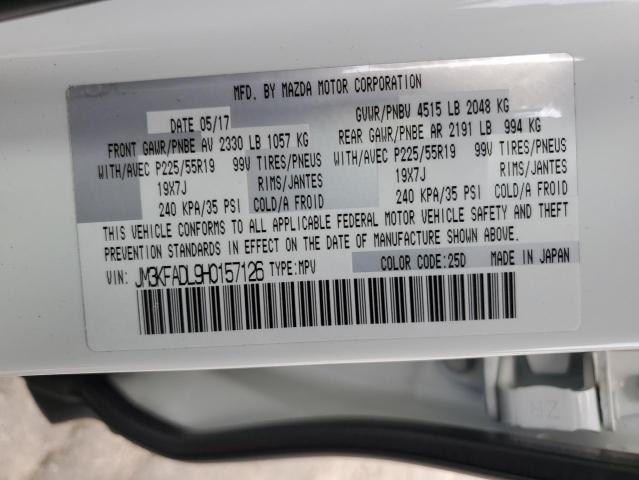 MFD. BY MAZDA MOTOR CORPORATION
DATE 05/17 GVWR/PNBV 4515 LB 2048 KG
FRONT GAWR/PNBE AV 2330 LB 1057 KG REAR GAWR/PNBE AR 2191 LB 994 KG
WITH/AVEC P225/55R19 99V TIRES/PNEUS WITH/AVEC P225/55R19 99V TIRES/PNEUS
19X7J RIMS/JANTES 19X7J RIMS/JANTES
240 KPA/35 PSI COLD/A FROID 240 KPA/35 PSI COLD/A FROID
THIS VEHICLE CONFORMS TO ALL APPLICABLE FEDERAL MOTOR VEHICLE SAFETY AND THEFT
PREVENTION STANDARDS IN EFFECT ON THE DATE OF MANUFACTURE SHOWN ABOVE.
VIN: JM3KFADL9H0157126 TYPE:MPV COLOR CODE:25D MADE IN JAPAN
ZR